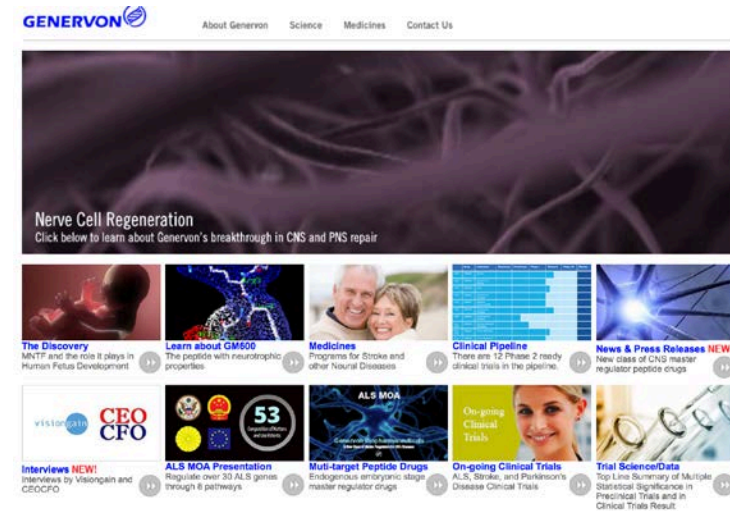 GENERVON
About Genervon Science Medicines Contact Us
Nerve Cell Regeneration
Click below to learn about Genervon's breakthrough in CNS and PNS repair
The Discovery
MNTF and the role it plays in
Human Fetus Development
Learn about GM600
The peptide with neurotrophic
properties
Medicines
Programs for Stroke and
other Neural Diseases
Clinical Pipeline
There are 12 Phase 2 ready
clinical trials in the pipeline.
News & Press Releases NEW!
New class of CNS master
regulator peptide drugs
visiongain CEO
CFO
Interviews NEW!
Interviews by Visiongain and
CEOCFO
53
ALS MOA Presentation
Regulate over 30 ALS genes
through 8 pathways
ALS MOA
Muti-target Peptide Drugs
Endogenous embryonic stage
master regulator drugs
On-going
Clinical
Trials
On-going Clinical Trials
ALS, Stroke, and Parkinson's
Disease Clinical Trials
Trial Science/Data
Top Line Summary of Multiple
Statistical Significance in
Preclinical Trials and in
Clinical Trials Result